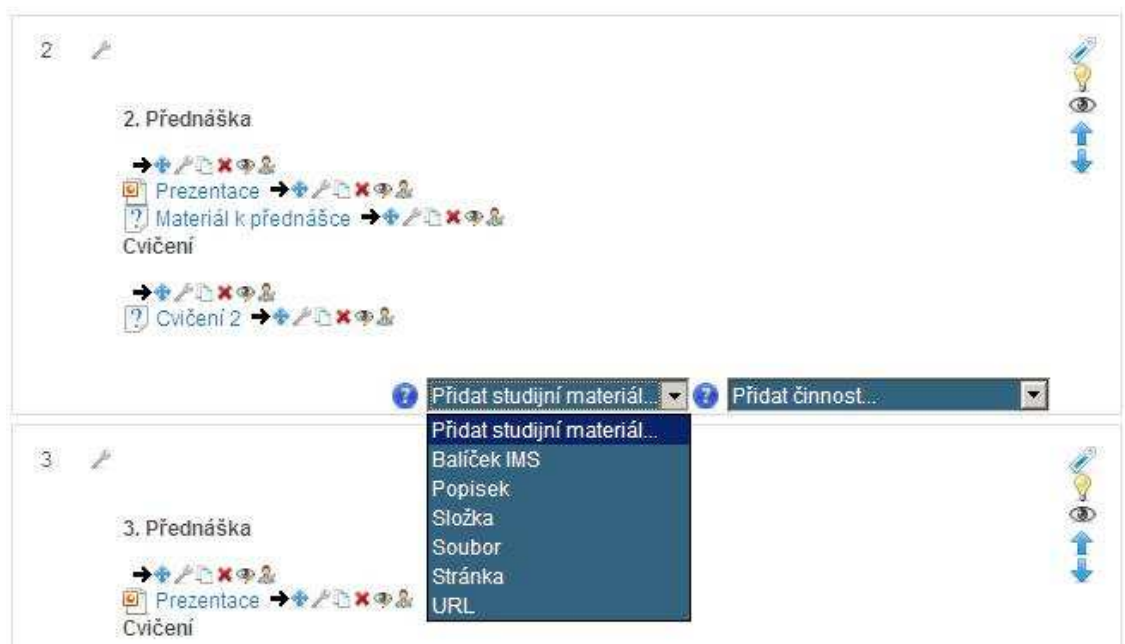 2
2. Přednáška
Prezentace
Materiál k přednášce
Cvičení
Cvičení 2
Přidat studijní materiál... Přidat činnost...
Přidat studijní materiál...
Balíček IMS
3
Popisek
Složka
3. Přednáška
Soubor
Stránka
Prezentace
URL
Cvičení